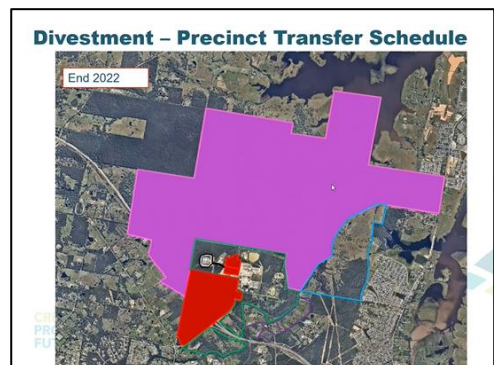 Divestment – Precinct Transfer Schedule
End 2022